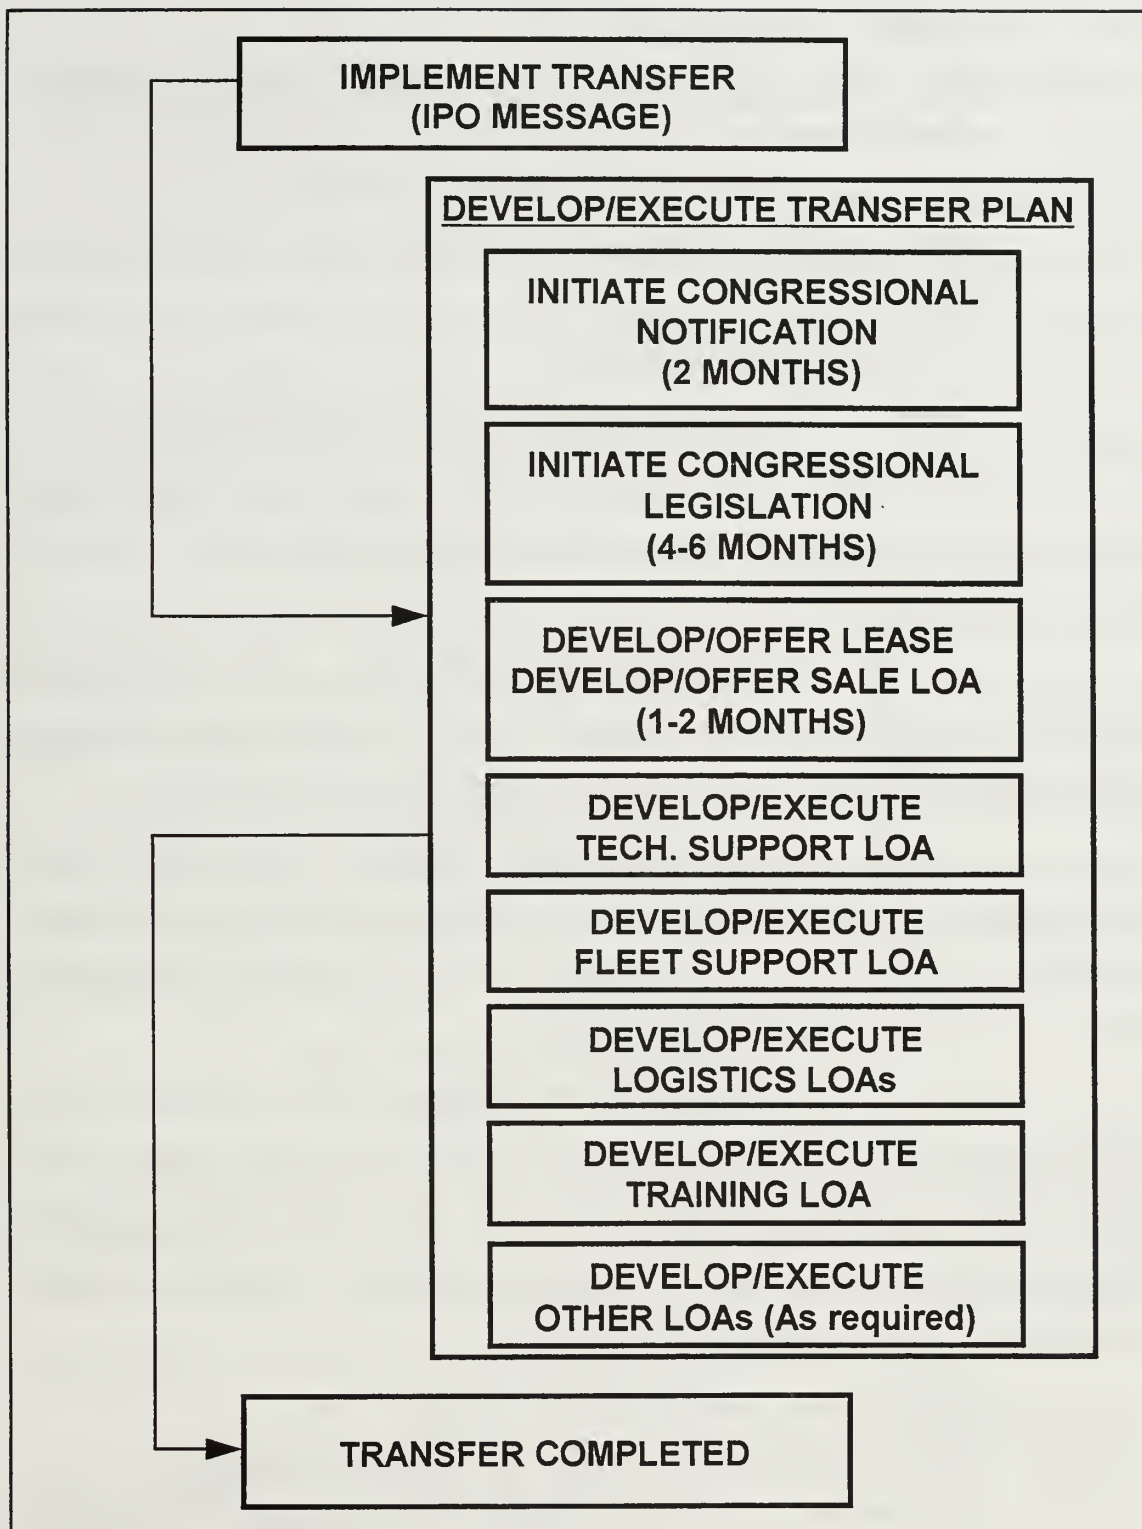 IMPLEMENT TRANSFER
(IPO MESSAGE)
DEVELOP/EXECUTE TRANSFER PLAN
INITIATE CONGRESSIONAL
NOTIFICATION
(2 MONTHS)
INITIATE CONGRESSIONAL
LEGISLATION
(4-6 MONTHS)
DEVELOP/OFFER LEASE
DEVELOP/OFFER SALE LOA
(1-2 MONTHS)
DEVELOP/EXECUTE
TECH. SUPPORT LOA
DEVELOP/EXECUTE
FLEET SUPPORT LOA
DEVELOP/EXECUTE
LOGISTICS LOAs
DEVELOP/EXECUTE
TRAINING LOA
DEVELOP/EXECUTE
OTHER LOAs (As required)
TRANSFER COMPLETED